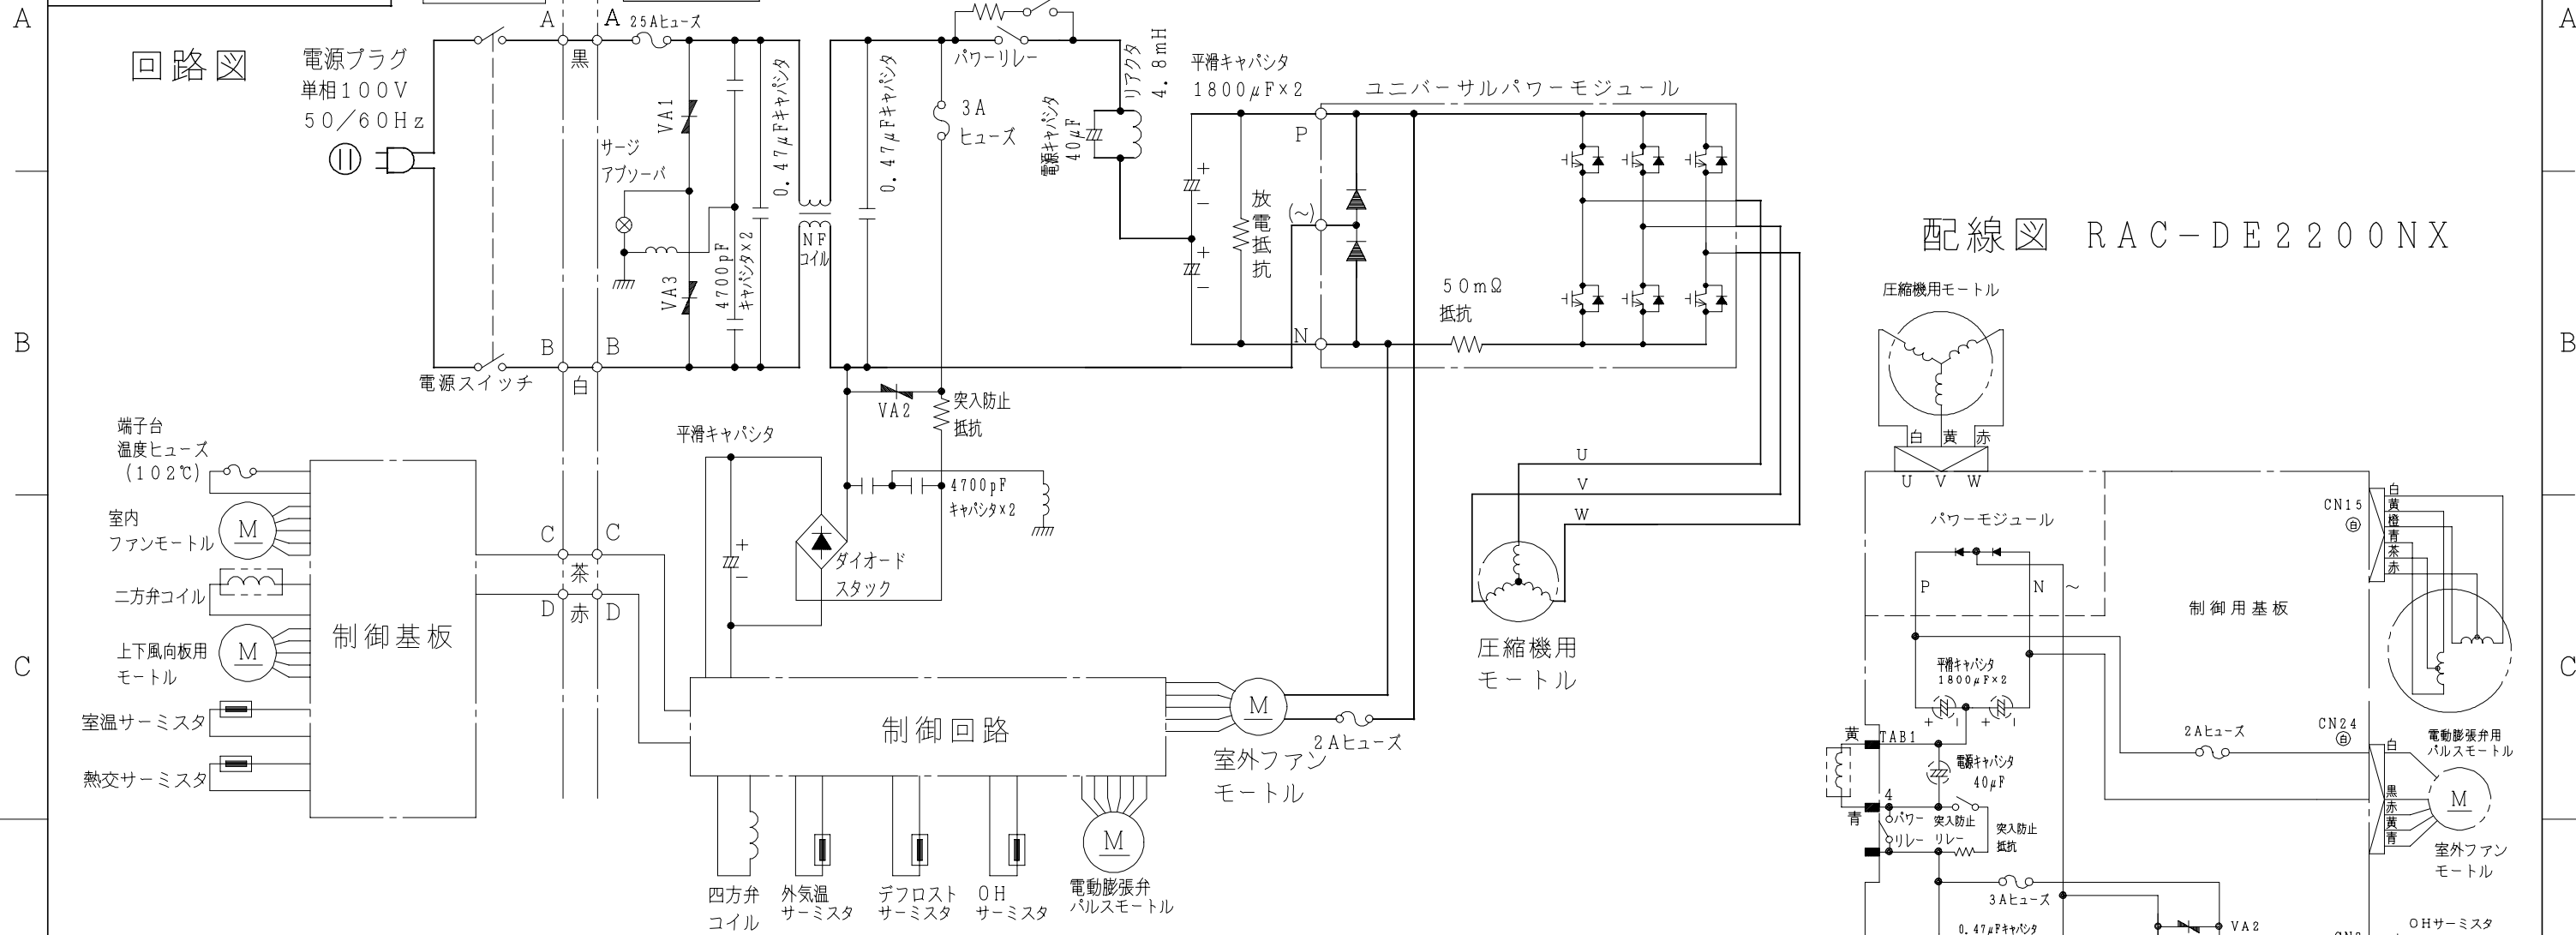 A
A
回路図
電源プラグ
単相100V
50/60Hz
A
A
黒
25Aヒューズ
VA1
サージ
アブソーバ
VA3
4700pF
キャパシタ×2
0.47μFキャパシタ
NF
コイル
0.47μFキャパシタ
3A
ヒューズ
パワーリレー
リアクタ
4.8mH
電源キャパシタ
40μF
平滑キャパシタ
1800μF×2
+
−
+
−
放電抵抗
ユニバーサルパワーモジュール
P
(~)
N
50mΩ
抵抗
B
B
電源スイッチ
B
B
白
VA2
突入防止
抵抗
4700pF
キャパシタ×2
平滑キャパシタ
+
−
ダイオード
スタック
U
V
W
圧縮機用
モートル
端子台
温度ヒューズ
(102℃)
室内
ファンモートル
M
二方弁コイル
上下風向板用
モートル
M
室温サーミスタ
熱交サーミスタ
制御基板
C
C
茶
D
D
赤
C
C
制御回路
M
室外ファン
モートル
2Aヒューズ
四方弁
コイル
外気温
サーミスタ
デフロスト
サーミスタ
OH
サーミスタ
M
電動膨張弁
パルスモートル
配線図 RAC-DE2200NX
圧縮機用モートル
白 黄 赤
U V W
パワーモジュール
P
N
~
制御用基板
平滑キャパシタ
1800μF×2
+
−
+
−
黄
TAB1
電源キャパシタ
40μF
青
4
パワー
リレー
突入防止
リレー
突入防止
抵抗
3Aヒューズ
0.47μFキャパシタ
VA2
2Aヒューズ
CN15
白
白
黄
橙
青
茶
赤
電動膨張弁用
パルスモートル
CN24
白
白
黒
赤
黄
青
M
室外ファン
モートル
OHサーミスタ